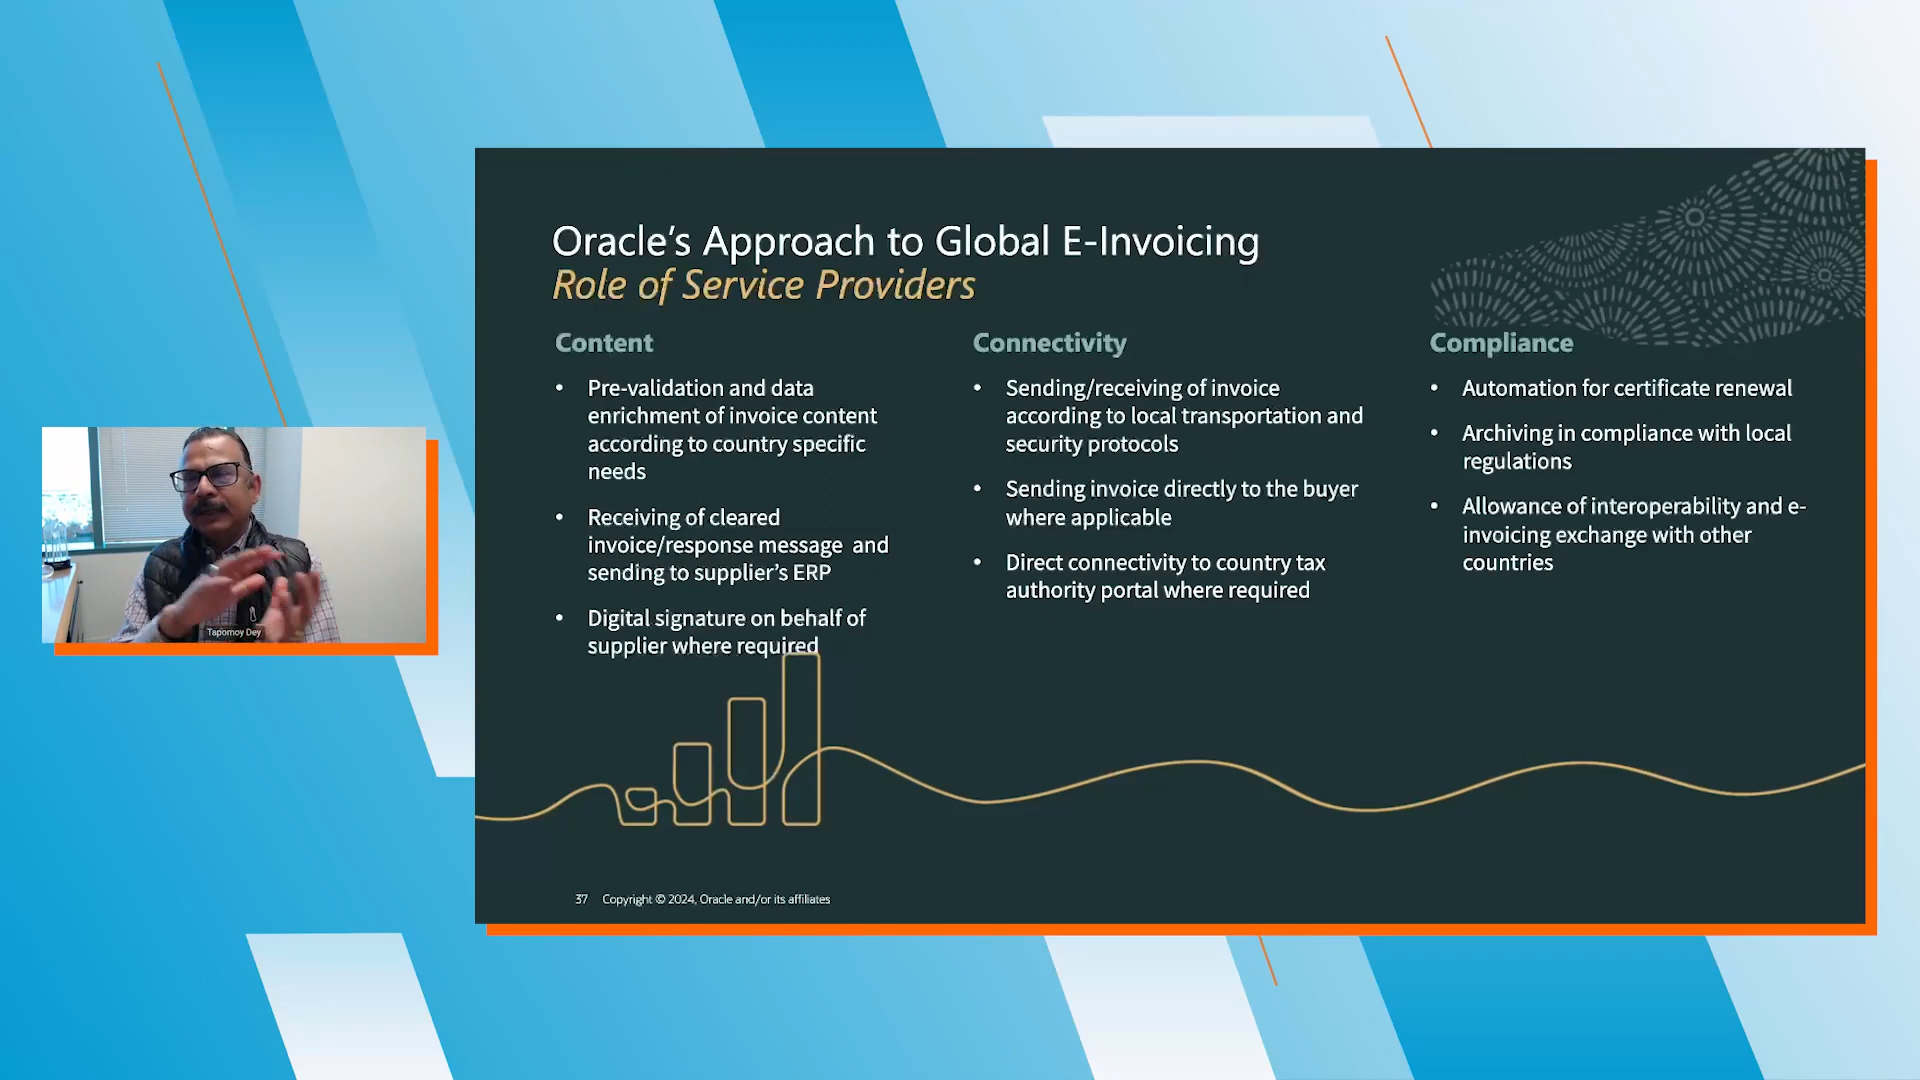 Oracle's Approach to Global E-Invoicing
Role of Service Providers
Content
• Pre-validation and data
enrichment of invoice content
according to country specific
needs
• Receiving of cleared
invoice/response message and
sending to supplier's ERP
• Digital signature on behalf of
supplier where required
Connectivity
• Sending/receiving of invoice
according to local transportation and
security protocols
• Sending invoice directly to the buyer
where applicable
• Direct connectivity to country tax
authority portal where required
Compliance
• Automation for certificate renewal
• Archiving in compliance with local
regulations
• Allowance of interoperability and e-
invoicing exchange with other
countries
Tapomoy Dey
37 Copyright © 2024, Oracle and/or its affiliates